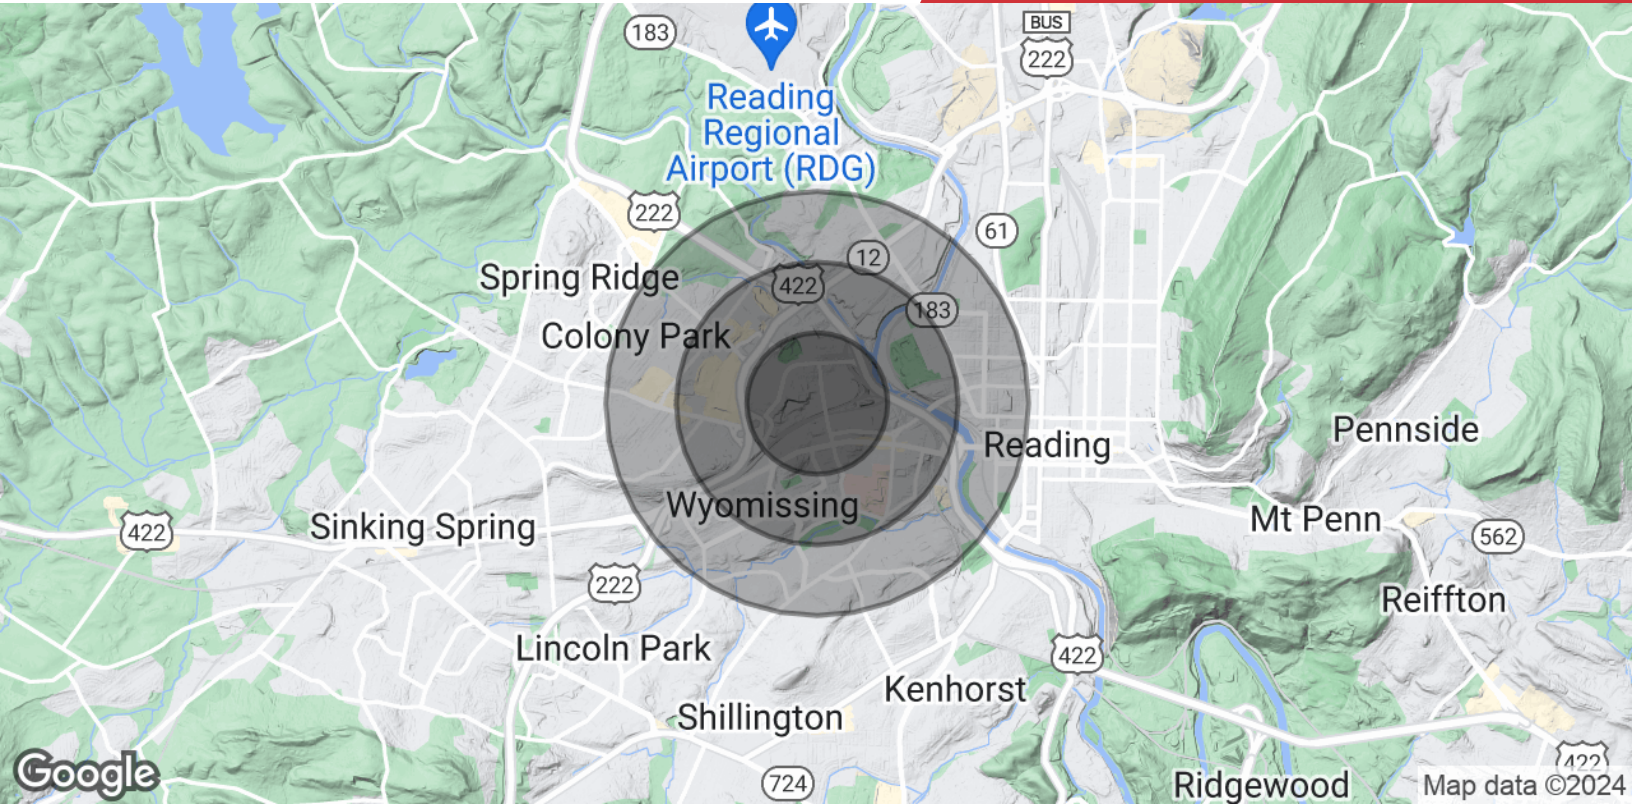 183
BUS
222
Reading
Regional
Airport (RDG)
222
61
12
Spring Ridge
422
183
Colony Park
Pennside
Reading
Wyomissing
Mt Penn
Sinking Spring
422
562
222
Reiffton
Lincoln Park
422
Kenhorst
Shillington
422
Google
724
Ridgewood
Map data ©2024